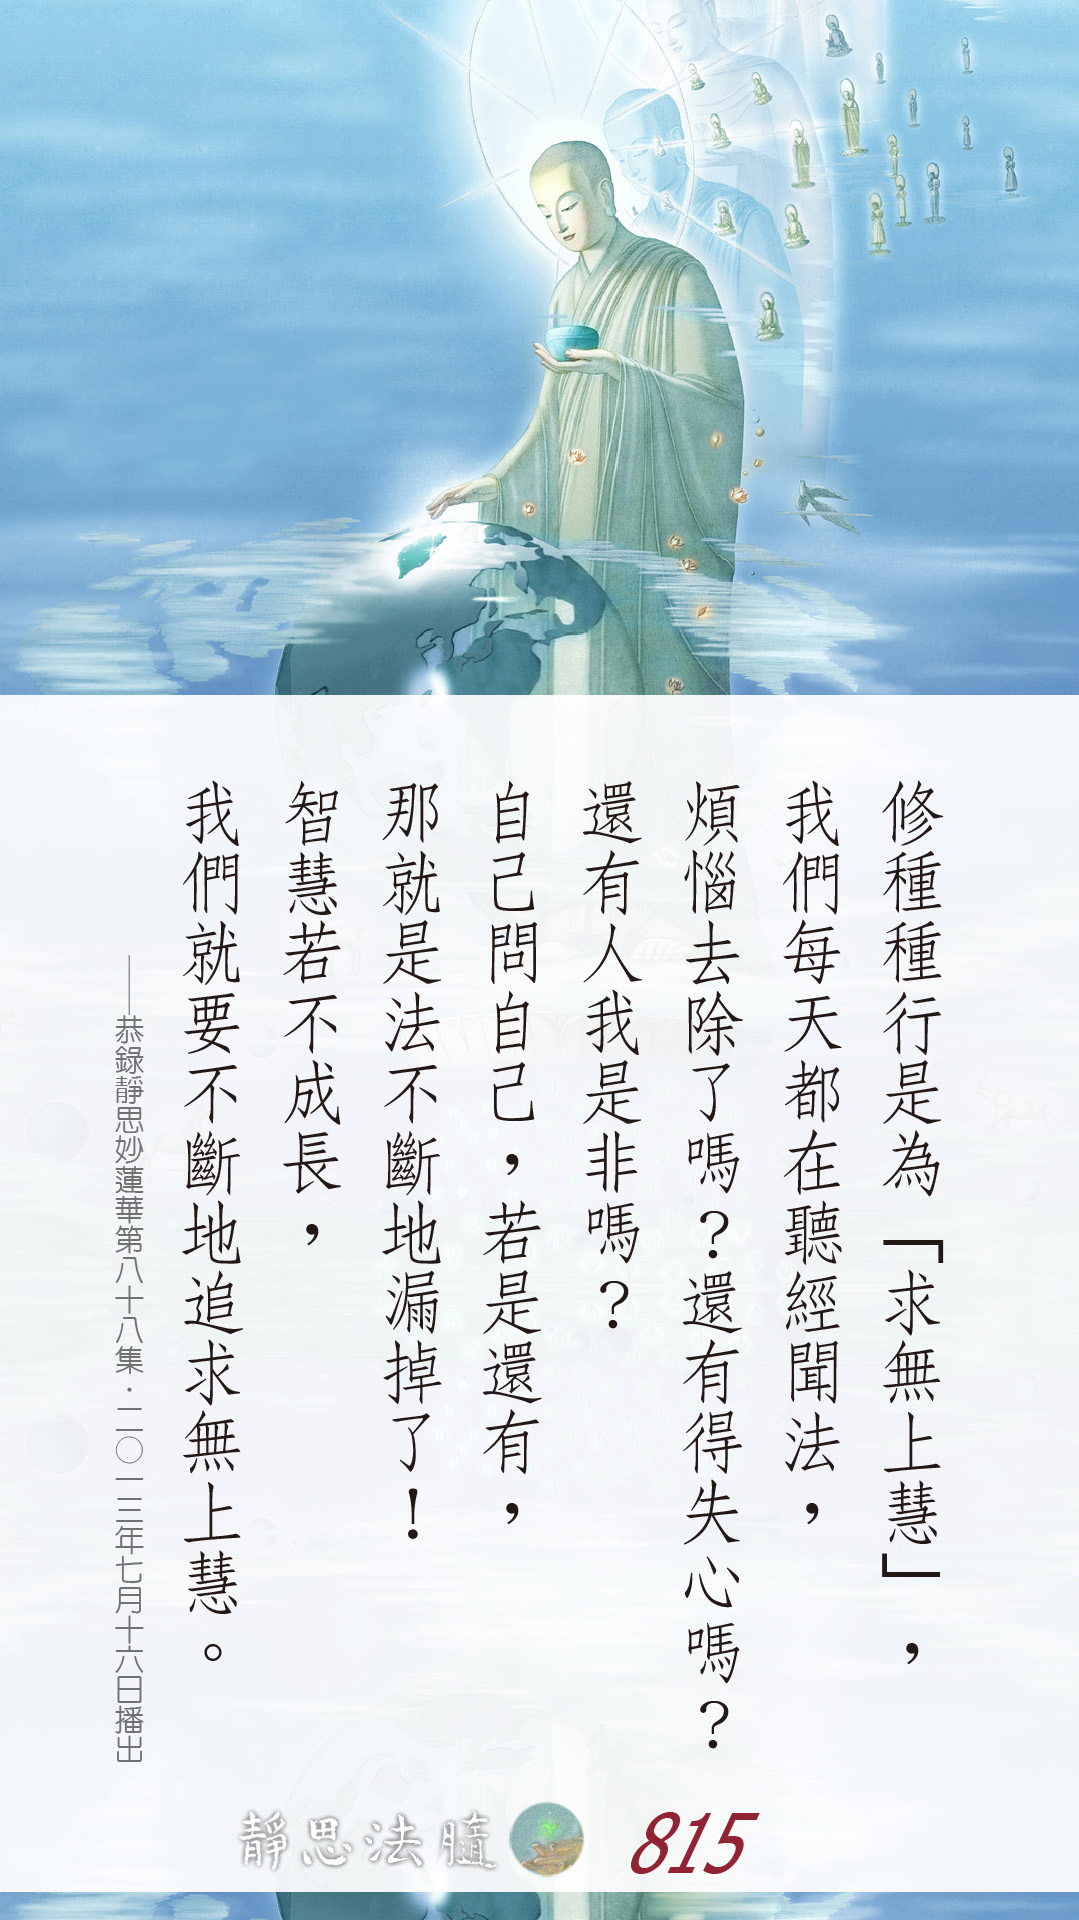 修種種行是為「求無上慧」，
我們每天都在聽經聞法，
煩惱去除了嗎？還有得失心嗎？
還有人我是非嗎？
自己問自己，若是還有，
那就是法不斷地漏掉了！
智慧若不成長，
我們就要不斷地追求無上慧。
——恭錄靜思妙蓮華第八十八集．二〇一三年七月十六日播出
靜思法髓
815